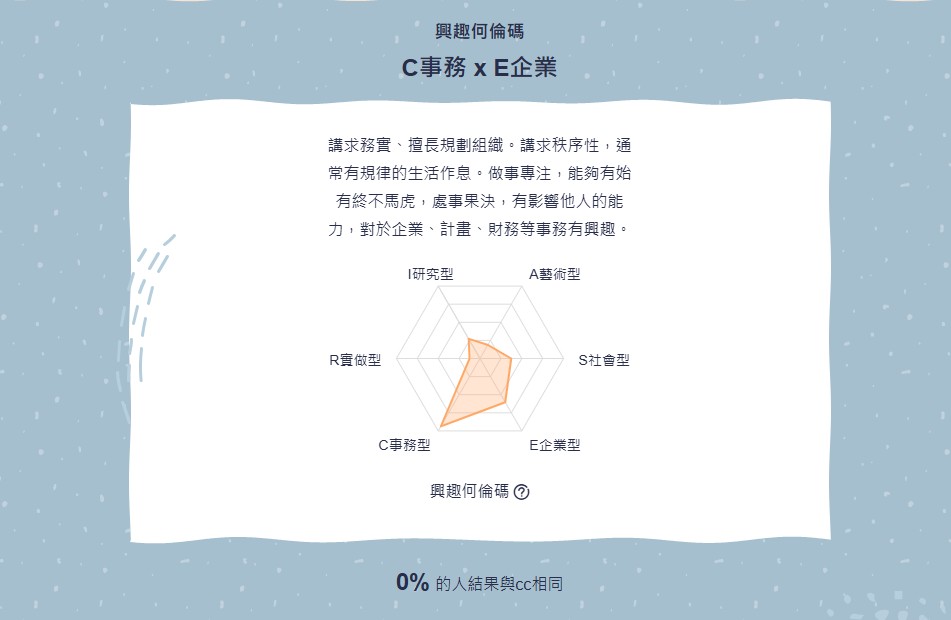 興趣何倫碼
C事務 x E企業
講求務實、擅長規劃組織。講求秩序性，通
常有規律的生活作息。做事專注，能夠有始
有終不馬虎，處事果決，有影響他人的能
力，對於企業、計畫、財務等事務有興趣。
I研究型
A藝術型
R實做型
S社會型
C事務型
E企業型
興趣何倫碼 ?
0% 的人結果與cc相同